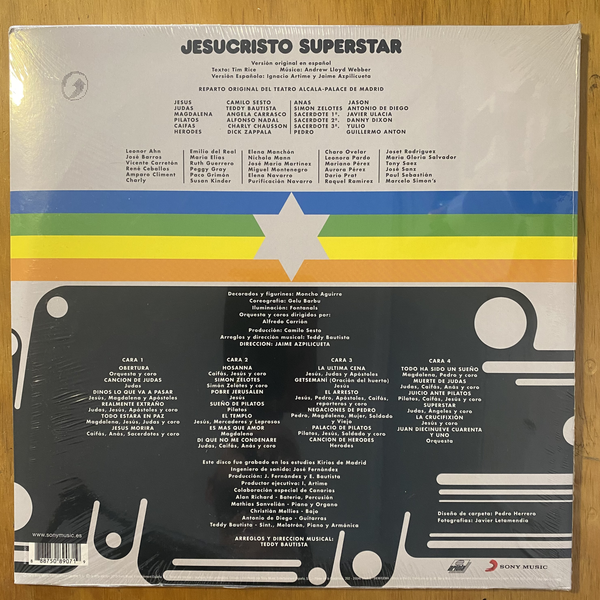 JESUCRISTO SUPERSTAR
Versión original en español
Texto: Tim Rice Música: Andrew Lloyd Webber
Versión Española: Ignacio Artime y Jaime Azpilicueta
REPARTO ORIGINAL DEL TEATRO ALCALA-PALACE DE MADRID
JESUS CAMILO SESTO ANAS JASON
JUDAS TEDDY BAUTISTA SIMON ZELOTES ANTONIO DE DIEGO
MAGDALENA ANGELA CARRASCO SACERDOTE 1º. JAVIER ULACIA
PILATOS ALFONSO NADAL SACERDOTE 2º. DANNY DIXON
CAIFAS CHARLY CHAUSSON SACERDOTE 3º. YULIO
HERODES DICK ZAPPALA PEDRO GUILLERMO ANTON
Leonor Ahn Emilia del Real Elena Manchón Charo Ovelar Joset Rodríguez
José Barros María Elias Nichola Mann Leonora Pardo María Gloria Salvador
Vicente Carretón Ruth Guerrero José María Martínez Mariano Pérez Tony Saez
René Ceballos Peggy Gray Miguel Montenegro Aurora Pérez José Sanz
Amparo Climent Paco Grimón Elena Navarro Dario Prat Paul Sebastián
Charly Susan Kinder Purificación Navarro Raquel Ramírez Marcelo Simon's
Decorados y figurines: Moncho Aguirre
Coreografía: Gelu Barbu
Iluminación: Fontanals
Orquesta y coros dirigidos por:
Alfredo Carrión
Producción: Camilo Sesto
Arreglos y dirección musical: Teddy Bautista
DIRECCION: JAIME AZPILICUETA
CARA 1
OBERTURA
Orquesta y coro
CANCION DE JUDAS
Judas
DINOS LO QUE VA A PASAR
Jesús, Magdalena y Apóstoles
REALMENTE EXTRAÑO
Judas, Jesús, Apóstoles y coro
TODO ESTARA EN PAZ
Magdalena, Jesús, Judas y coro
JESUS MORIRA
Caifás, Anás, Sacerdotes y coro
CARA 2
HOSANNA
Caifás, Jesús y coro
SIMON ZELOTES
Simón Zelotes y coro
POBRE JERUSALEN
Jesús
SUEÑO DE PILATOS
Pilatos
EL TEMPLO
Jesús, Mercaderes y Leprosos
ES MAS QUE AMOR
Magdalena
DI QUE NO ME CONDENARE
Judas, Caifás, Anás y coro
CARA 3
LA ULTIMA CENA
Jesús, Judas y Apóstoles
GETSEMANI (Oración del huerto)
Jesús
EL ARRESTO
Jesús, Pedro, Apóstoles, Caifás,
reporteros y coro
NEGACIONES DE PEDRO
Pedro, Magdalena, Mujer, Soldado
y Viejo
PALACIO DE PILATOS
Pilatos, Jesús, Soldado y coro
CANCION DE HERODES
Herodes
CARA 4
TODO HA SIDO UN SUEÑO
Magdalena, Pedro y coro
MUERTE DE JUDAS
Judas, Caifás, Anás y coro
JUICIO ANTE PILATOS
Pilatos, Caifás, Jesús y coro
SUPERSTAR
Judas, Angeles y coro
LA CRUCIFIXIÓN
Jesús y coro
JUAN DIECNUEVE CUARENTA
Y UNO
Orquesta
Este disco fue grabado en los estudios Kirios de Madrid
Ingeniero de sonido: José Fernández
Producción: J. Fernández y E. Bautista
Productor ejecutivo: I. Artime
Colaboración especial de Canarios
Alan Richard - Batería, Percusión
Mathias Sanvelián - Piano y Organo
Christián Mellies - Bajo
Antonio de Diego - Guitarras
Teddy Bautista - Sint., Melotrón, Piano y Armónica
ARREGLOS Y DIRECCION MUSICAL:
TEDDY BAUTISTA
Diseño de carpeta: Pedro Herrero
Fotografías: Javier Letamendia
www.sonymusic.es
88750 89071
SONY MUSIC